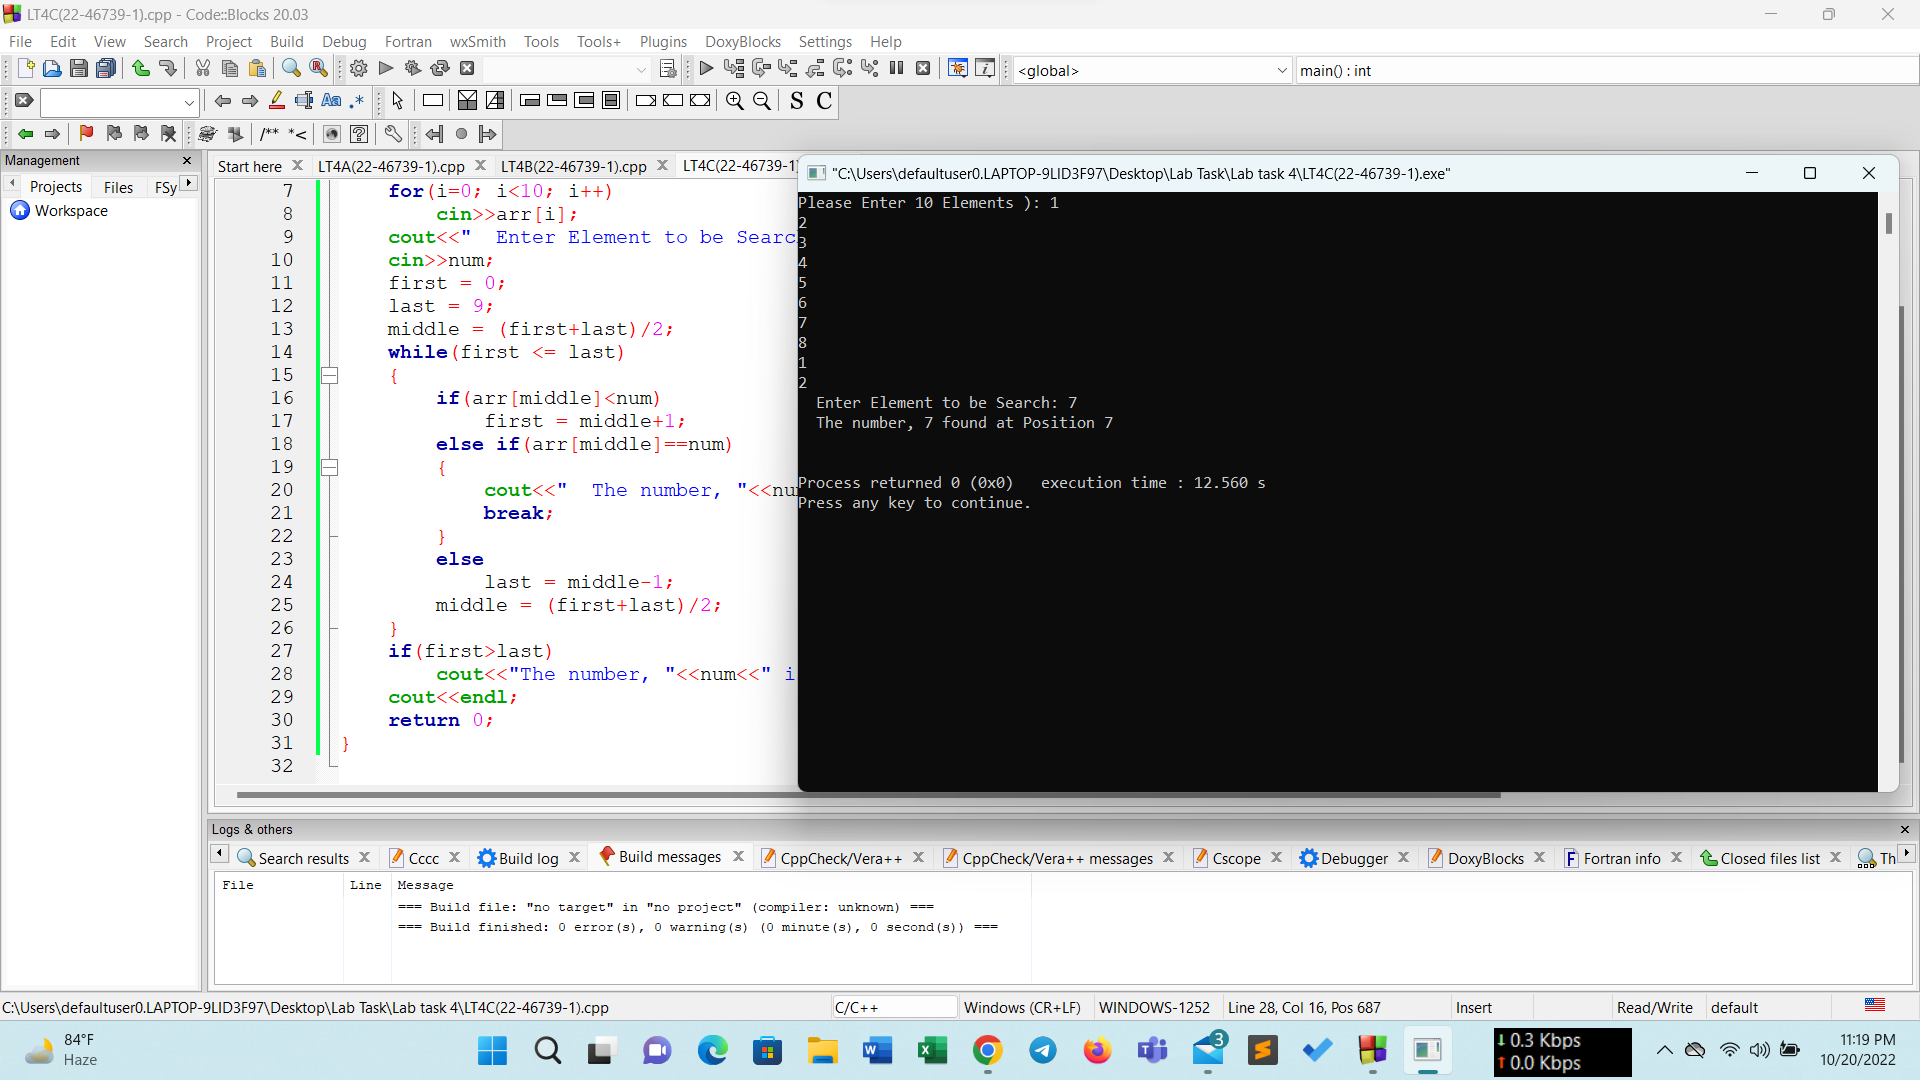 LT4C(22-46739-1).cpp - Code::Blocks 20.03
File Edit View Search Project Build Debug Fortran wxSmith Tools Tools+ Plugins DoxyBlocks Settings Help
<global> main() : int
Aa .* S C
/** *<
Management
Projects Files FSy
Workspace
Start here LT4A(22-46739-1).cpp LT4B(22-46739-1).cpp LT4C(22-46739-1)
7 for(i=0; i<10; i++)
8 cin>>arr[i];
9 cout<<"  Enter Element to be Searc
10 cin>>num;
11 first = 0;
12 last = 9;
13 middle = (first+last)/2;
14 while(first <= last)
15 {
16 if(arr[middle]<num)
17 first = middle+1;
18 else if(arr[middle]==num)
19 {
20 cout<<"  The number, "<<nu
21 break;
22 }
23 else
24 last = middle-1;
25 middle = (first+last)/2;
26 }
27 if(first>last)
28 cout<<"The number, "<<num<<" i
29 cout<<endl;
30 return 0;
31 }
32
"C:\Users\defaultuser0.LAPTOP-9LID3F97\Desktop\Lab Task\Lab task 4\LT4C(22-46739-1).exe"
Please Enter 10 Elements ): 1
2
3
4
5
6
7
8
1
2
Enter Element to be Search: 7
The number, 7 found at Position 7
Process returned 0 (0x0)   execution time : 12.560 s
Press any key to continue.
Logs & others
Search results Cccc Build log Build messages CppCheck/Vera++ CppCheck/Vera++ messages Cscope Debugger DoxyBlocks Fortran info Closed files list Th
File Line Message
=== Build file: "no target" in "no project" (compiler: unknown) ===
=== Build finished: 0 error(s), 0 warning(s) (0 minute(s), 0 second(s)) ===
C:\Users\defaultuser0.LAPTOP-9LID3F97\Desktop\Lab Task\Lab task 4\LT4C(22-46739-1).cpp C/C++ Windows (CR+LF) WINDOWS-1252 Line 28, Col 16, Pos 687 Insert Read/Write default
84°F
Haze
3
0.3 Kbps
0.0 Kbps
11:19 PM
10/20/2022